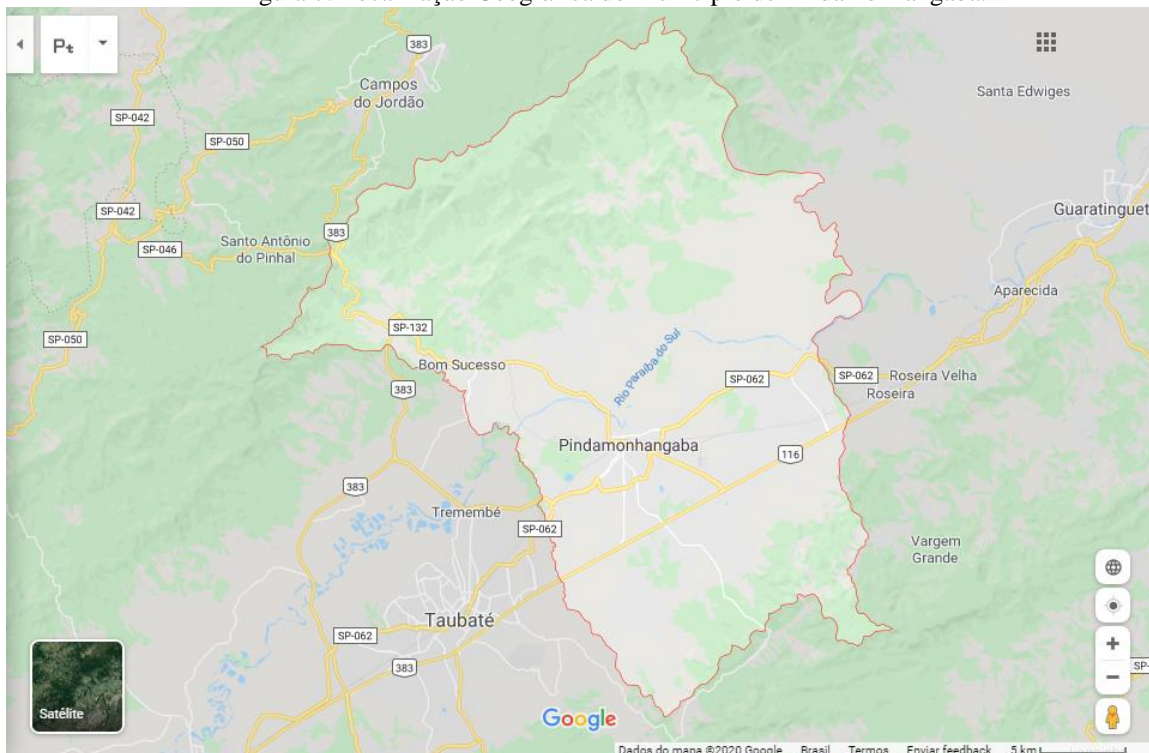 383
Pt
Santa Edwiges
Campos
do Jordão
SP-042
SP-050
SP-042
Guaratinguet
383
SP-046
Santo Antônio
do Pinhal
Aparecida
SP-132
SP-050
Rio Paraíba do Sul
Bom Sucesso
SP-062
SP-062
Roseira Velha
383
Roseira
Pindamonhangaba
116
383
Tremembé
SP-062
Vargem
Grande
Taubaté
SP-062
383
SP-
Satélite
Google
Dados do mapa ©2020 Google Brasil Termos Enviar feedback 5 km